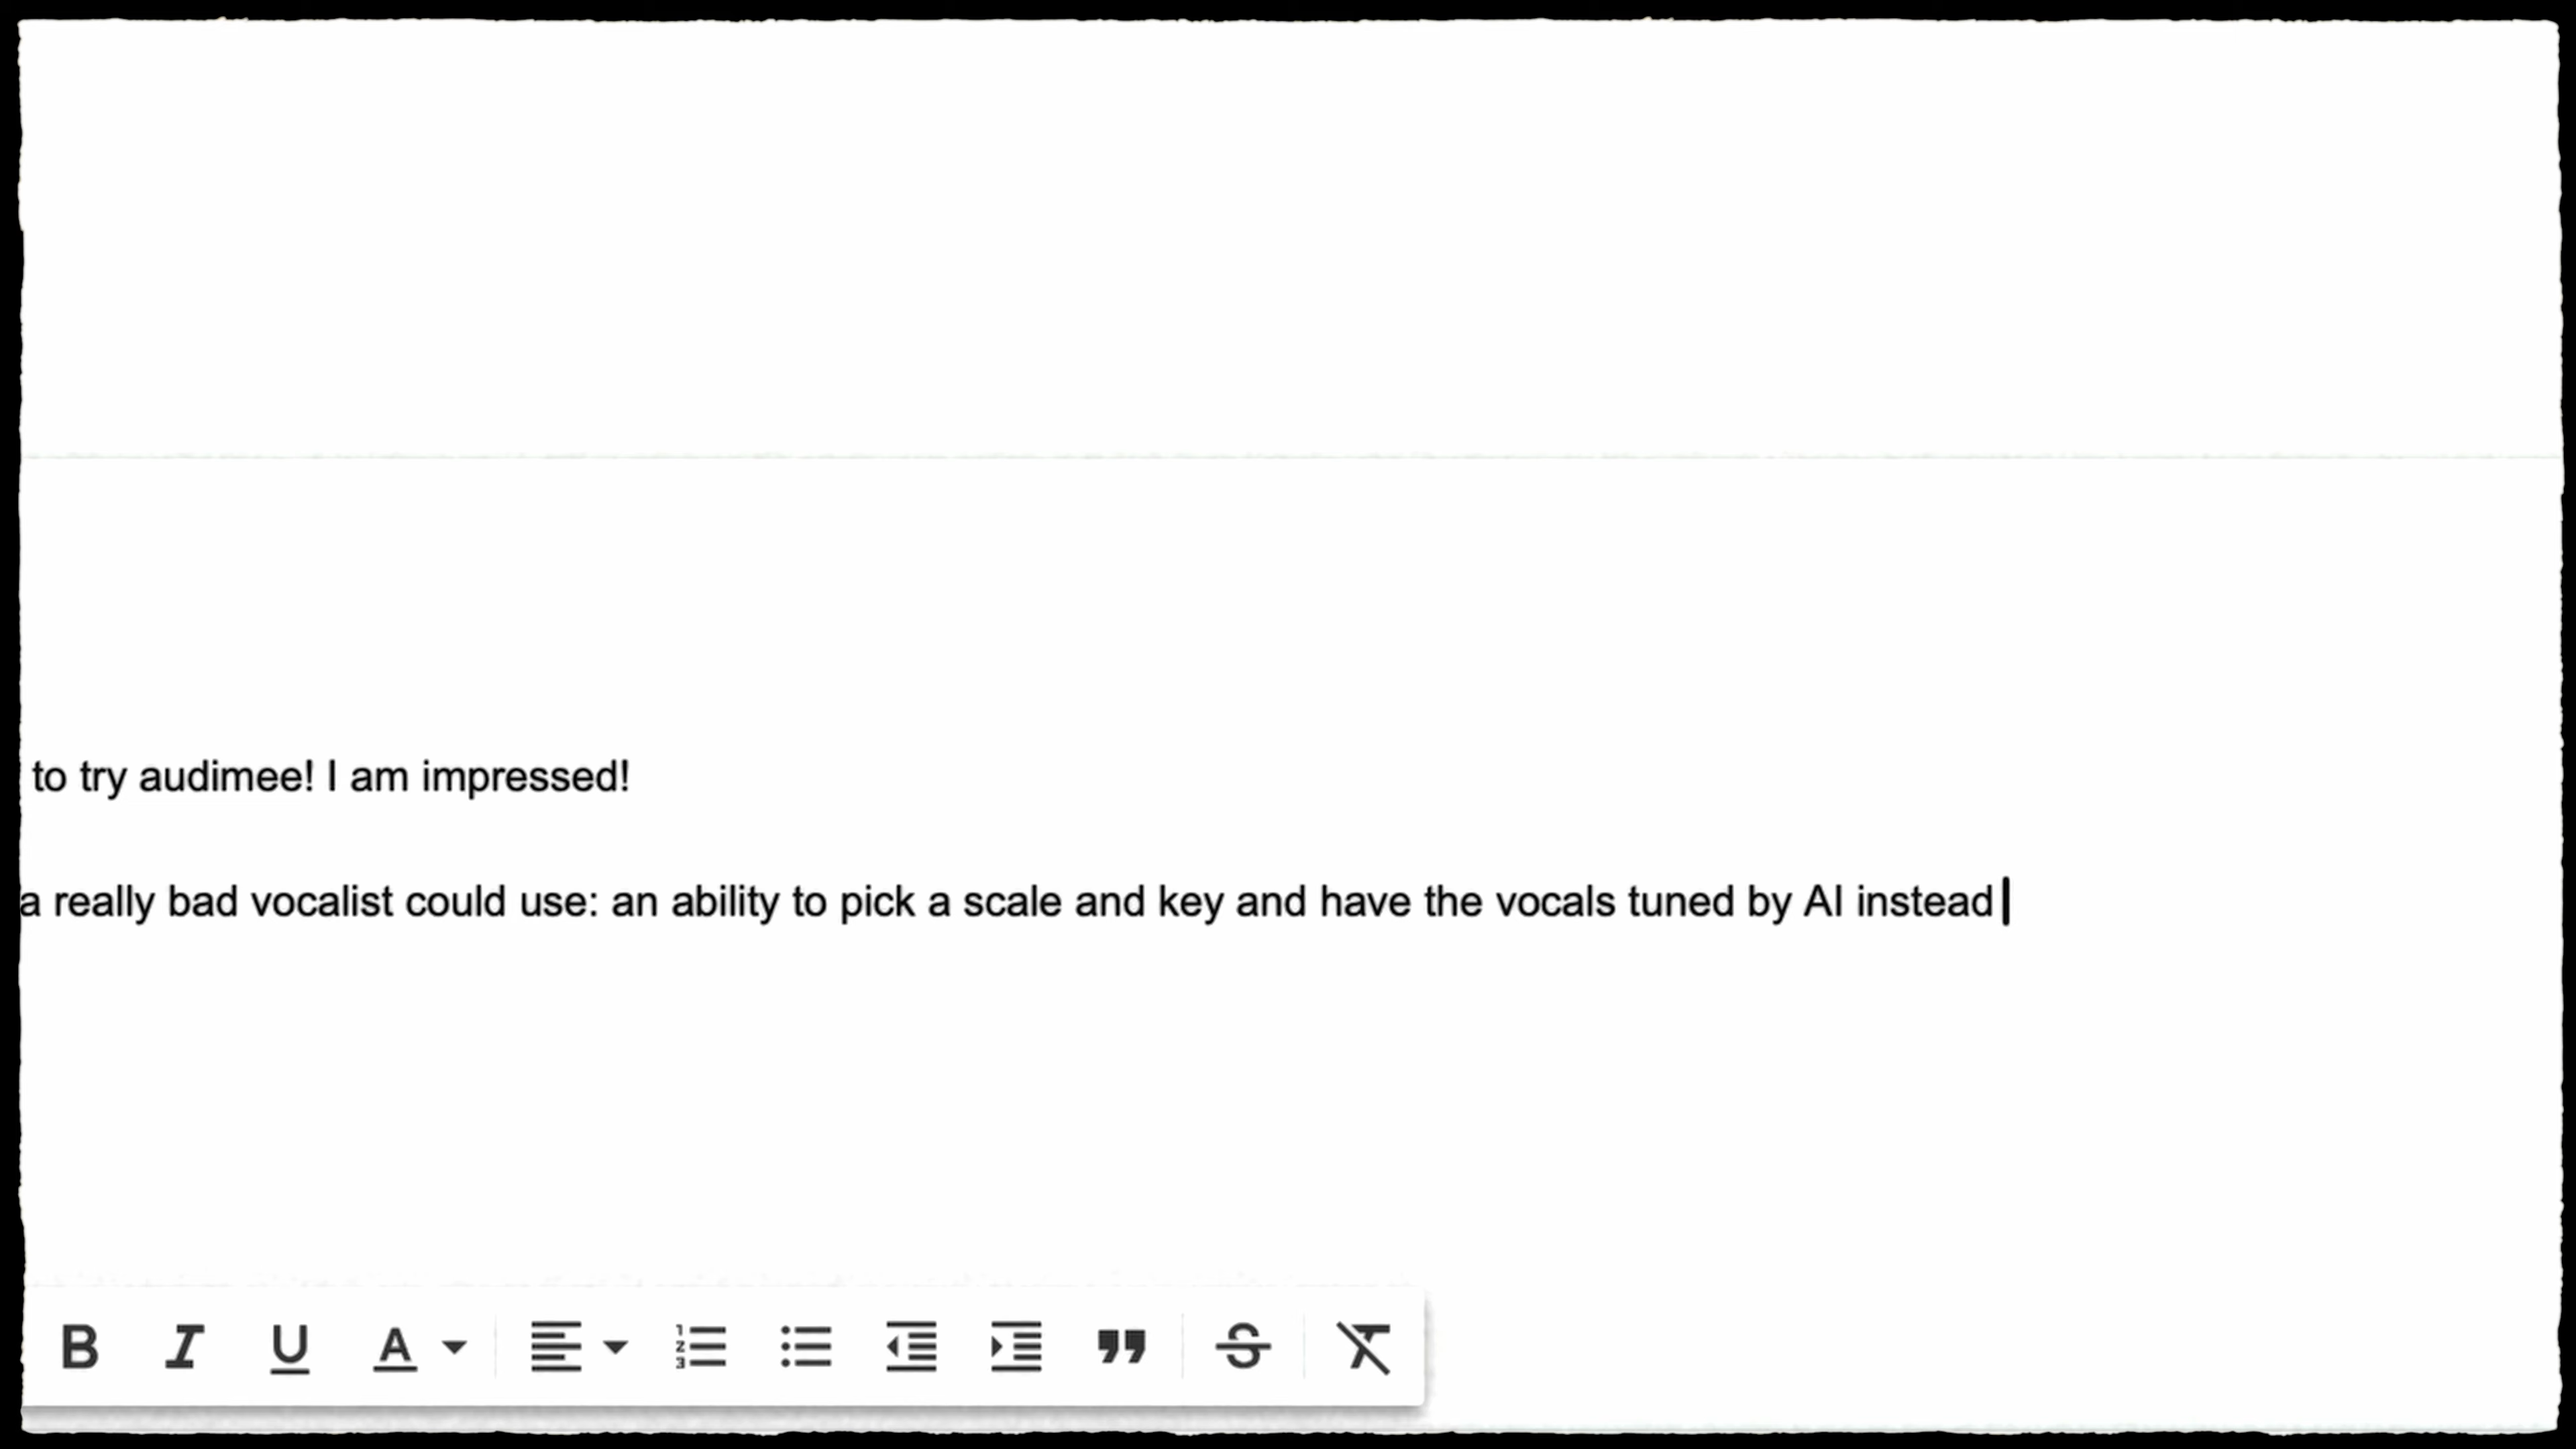 to try audimee! I am impressed!
a really bad vocalist could use: an ability to pick a scale and key and have the vocals tuned by AI instead